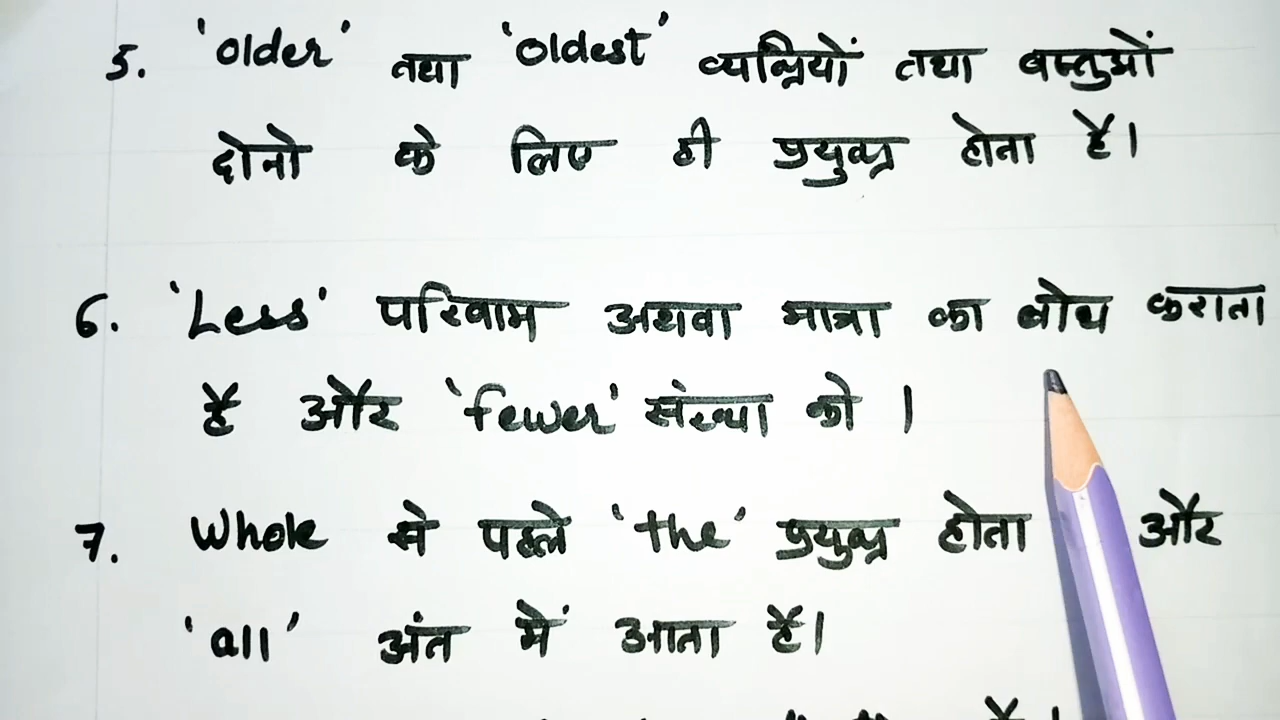 5. 'older' तथा 'oldest' व्यक्तियों तथा वस्तुओं
दोनो के लिए ही प्रयुक्त होता है।
6. 'Less' परिमाण अथवा मात्रा का बोध कराता
है और 'fewer' संख्या को ।
7. Whole से पहले 'the' प्रयुक्त होता और
'all' अंत में आता है।